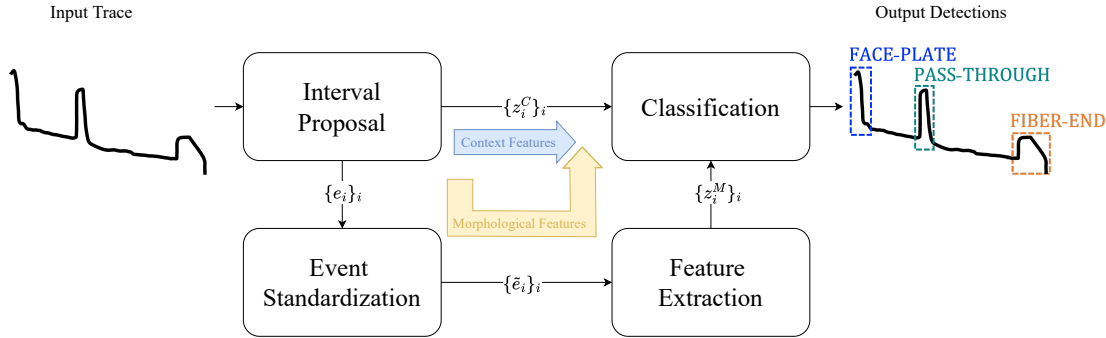 Input Trace
Output Detections
FACE-PLATE
PASS-THROUGH
FIBER-END
Interval
Proposal
{z_i^C}_i
Classification
Context Features
{e_i}_i
{z_i^M}_i
Morphological Features
Event
Standardization
{ẽ_i}_i
Feature
Extraction